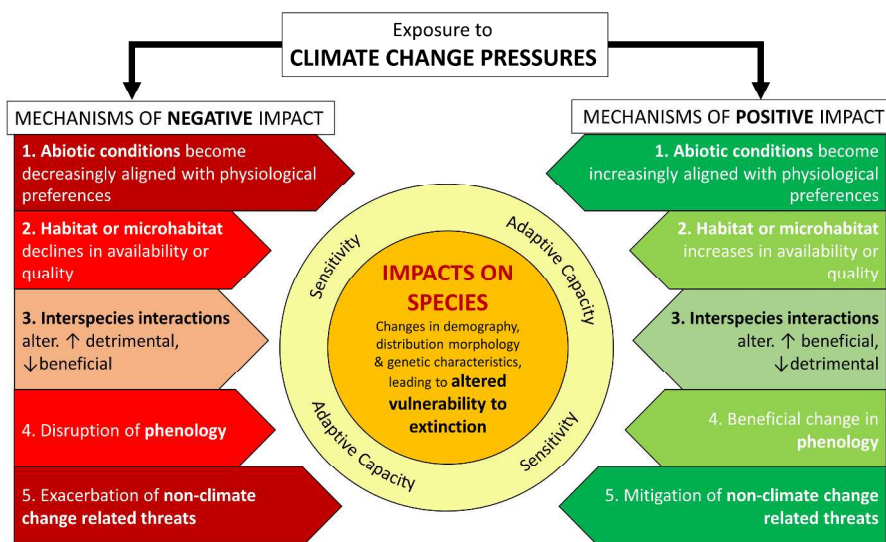 Exposure to
CLIMATE CHANGE PRESSURES
MECHANISMS OF NEGATIVE IMPACT
1. Abiotic conditions become
decreasingly aligned with physiological
preferences
2. Habitat or microhabitat
declines in availability or
quality
3. Interspecies interactions
alter. ↑ detrimental,
↓beneficial
4. Disruption of phenology
5. Exacerbation of non-climate
change related threats
Sensitivity
Adaptive Capacity
IMPACTS ON
SPECIES
Changes in demography,
distribution morphology
& genetic characteristics,
leading to altered
vulnerability to
extinction
Adaptive Capacity
Sensitivity
MECHANISMS OF POSITIVE IMPACT
1. Abiotic conditions become
increasingly aligned with physiological
preferences
2. Habitat or microhabitat
increases in availability or
quality
3. Interspecies interactions
alter. ↑ beneficial,
↓detrimental
4. Beneficial change in
phenology
5. Mitigation of non-climate change
related threats